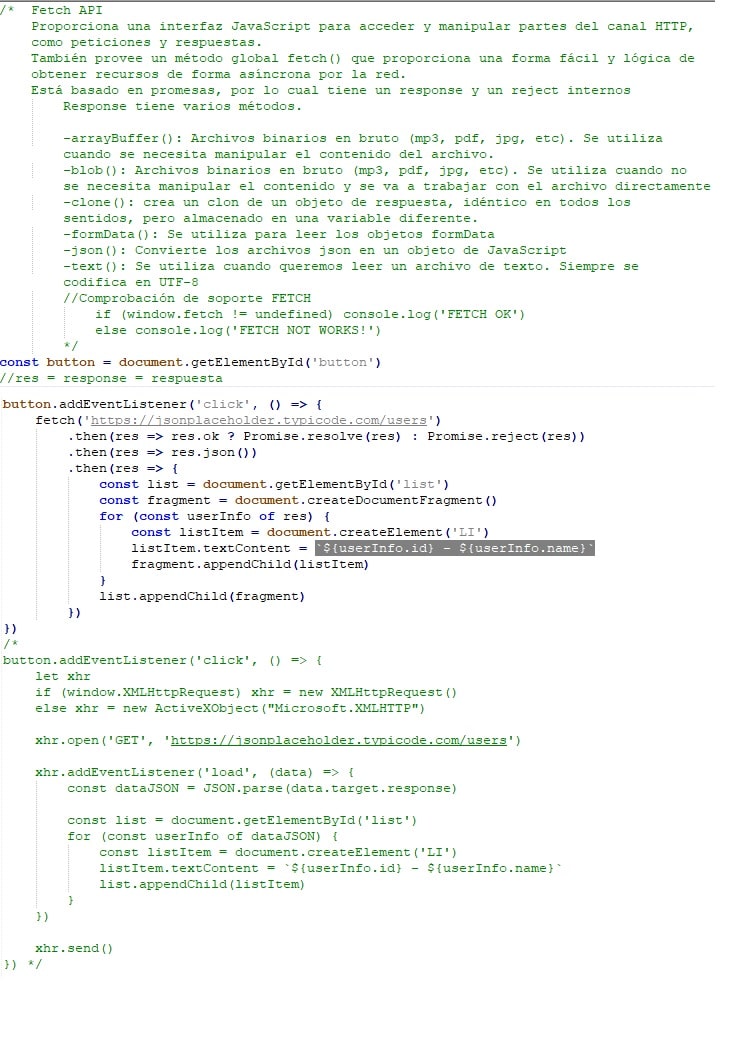 /*  Fetch API
    Proporciona una interfaz JavaScript para acceder y manipular partes del canal HTTP,
    como peticiones y respuestas.
    También provee un método global fetch() que proporciona una forma fácil y lógica de
    obtener recursos de forma asíncrona por la red.
    Está basado en promesas, por lo cual tiene un response y un reject internos
        Response tiene varios métodos.

        -arrayBuffer(): Archivos binarios en bruto (mp3, pdf, jpg, etc). Se utiliza
        cuando se necesita manipular el contenido del archivo.
        -blob(): Archivos binarios en bruto (mp3, pdf, jpg, etc). Se utiliza cuando no
        se necesita manipular el contenido y se va a trabajar con el archivo directamente
        -clone(): crea un clon de un objeto de respuesta, idéntico en todos los
        sentidos, pero almacenado en una variable diferente.
        -formData(): Se utiliza para leer los objetos formData
        -json(): Convierte los archivos json en un objeto de JavaScript
        -text(): Se utiliza cuando queremos leer un archivo de texto. Siempre se
        codifica en UTF-8
        //Comprobación de soporte FETCH
            if (window.fetch != undefined) console.log('FETCH OK')
            else console.log('FETCH NOT WORKS!')
        */
const button = document.getElementById('button')
//res = response = respuesta

button.addEventListener('click', () => {
    fetch('https://jsonplaceholder.typicode.com/users')
        .then(res => res.ok ? Promise.resolve(res) : Promise.reject(res))
        .then(res => res.json())
        .then(res => {
            const list = document.getElementById('list')
            const fragment = document.createDocumentFragment()
            for (const userInfo of res) {
                const listItem = document.createElement('LI')
                listItem.textContent = `${userInfo.id} - ${userInfo.name}`
                fragment.appendChild(listItem)
            }
            list.appendChild(fragment)
        })
})
/*
button.addEventListener('click', () => {
    let xhr
    if (window.XMLHttpRequest) xhr = new XMLHttpRequest()
    else xhr = new ActiveXObject("Microsoft.XMLHTTP")

    xhr.open('GET', 'https://jsonplaceholder.typicode.com/users')

    xhr.addEventListener('load', (data) => {
        const dataJSON = JSON.parse(data.target.response)

        const list = document.getElementById('list')
        for (const userInfo of dataJSON) {
            const listItem = document.createElement('LI')
            listItem.textContent = `${userInfo.id} - ${userInfo.name}`
            list.appendChild(listItem)
        }
    })

    xhr.send()
}) */